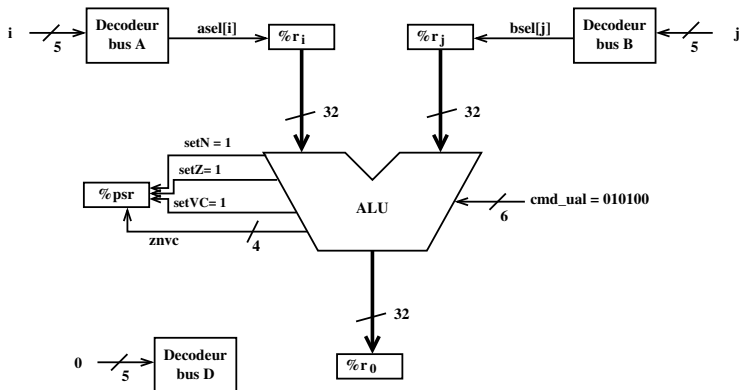 i
5
Decodeur
bus A
asel[i]
%r i
%r j
bsel[j]
Decodeur
bus B
5
j
32
32
setN = 1
setZ= 1
%psr
setVC= 1
ALU
6
cmd_ual = 010100
znvc
4
32
0
5
Decodeur
bus D
%r 0